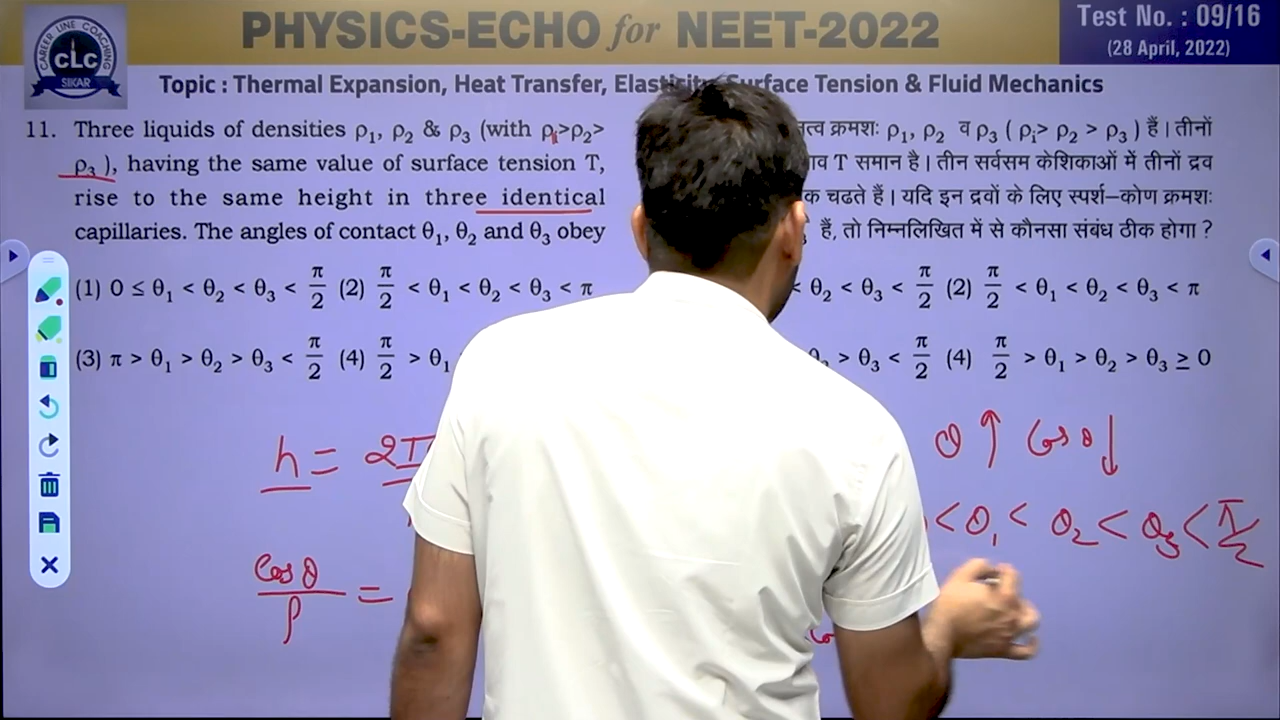 PHYSICS-ECHO for NEET-2022
Test No. : 09/16
(28 April, 2022)
CAREER LINE COACHING
CLC
SIKAR
Topic : Thermal Expansion, Heat Transfer, Elasticity, Surface Tension & Fluid Mechanics
11. Three liquids of densities ρ₁, ρ₂ & ρ₃ (with ρ₁>ρ₂>
ρ₃ ), having the same value of surface tension T,
rise to the same height in three identical
capillaries. The angles of contact θ₁, θ₂ and θ₃ obey
(1) 0 ≤ θ₁ < θ₂ < θ₃ < π/2 (2) π/2 < θ₁ < θ₂ < θ₃ < π
(3) π > θ₁ > θ₂ > θ₃ < π/2 (4) π/2 > θ₁
क्रमशः ρ₁, ρ₂ व ρ₃ ( ρ₁> ρ₂ > ρ₃ ) हैं। तीनों
T समान है। तीन सर्वसम केशिकाओं में तीनों द्रव
चढते हैं। यदि इन द्रवों के लिए स्पर्श–कोण क्रमशः
हैं, तो निम्नलिखित में से कौनसा संबंध ठीक होगा ?
< θ₂ < θ₃ < π/2 (2) π/2 < θ₁ < θ₂ < θ₃ < π
> θ₃ < π/2 (4) π/2 > θ₁ > θ₂ > θ₃ ≥ 0
h = 2T
cosθ/ρ =
θ ↑ cosθ ↓
< θ₁ < θ₂ < θ₃ < π/2